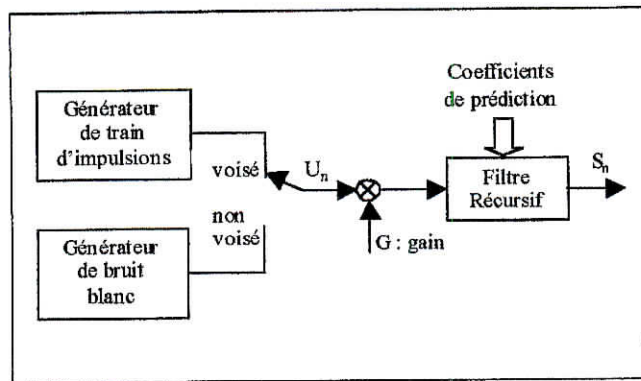 Coefficients
de prédiction
Générateur
de train
d'impulsions
voisé
U_n
S_n
Filtre
Récursif
non
voisé
G : gain
Générateur
de bruit
blanc